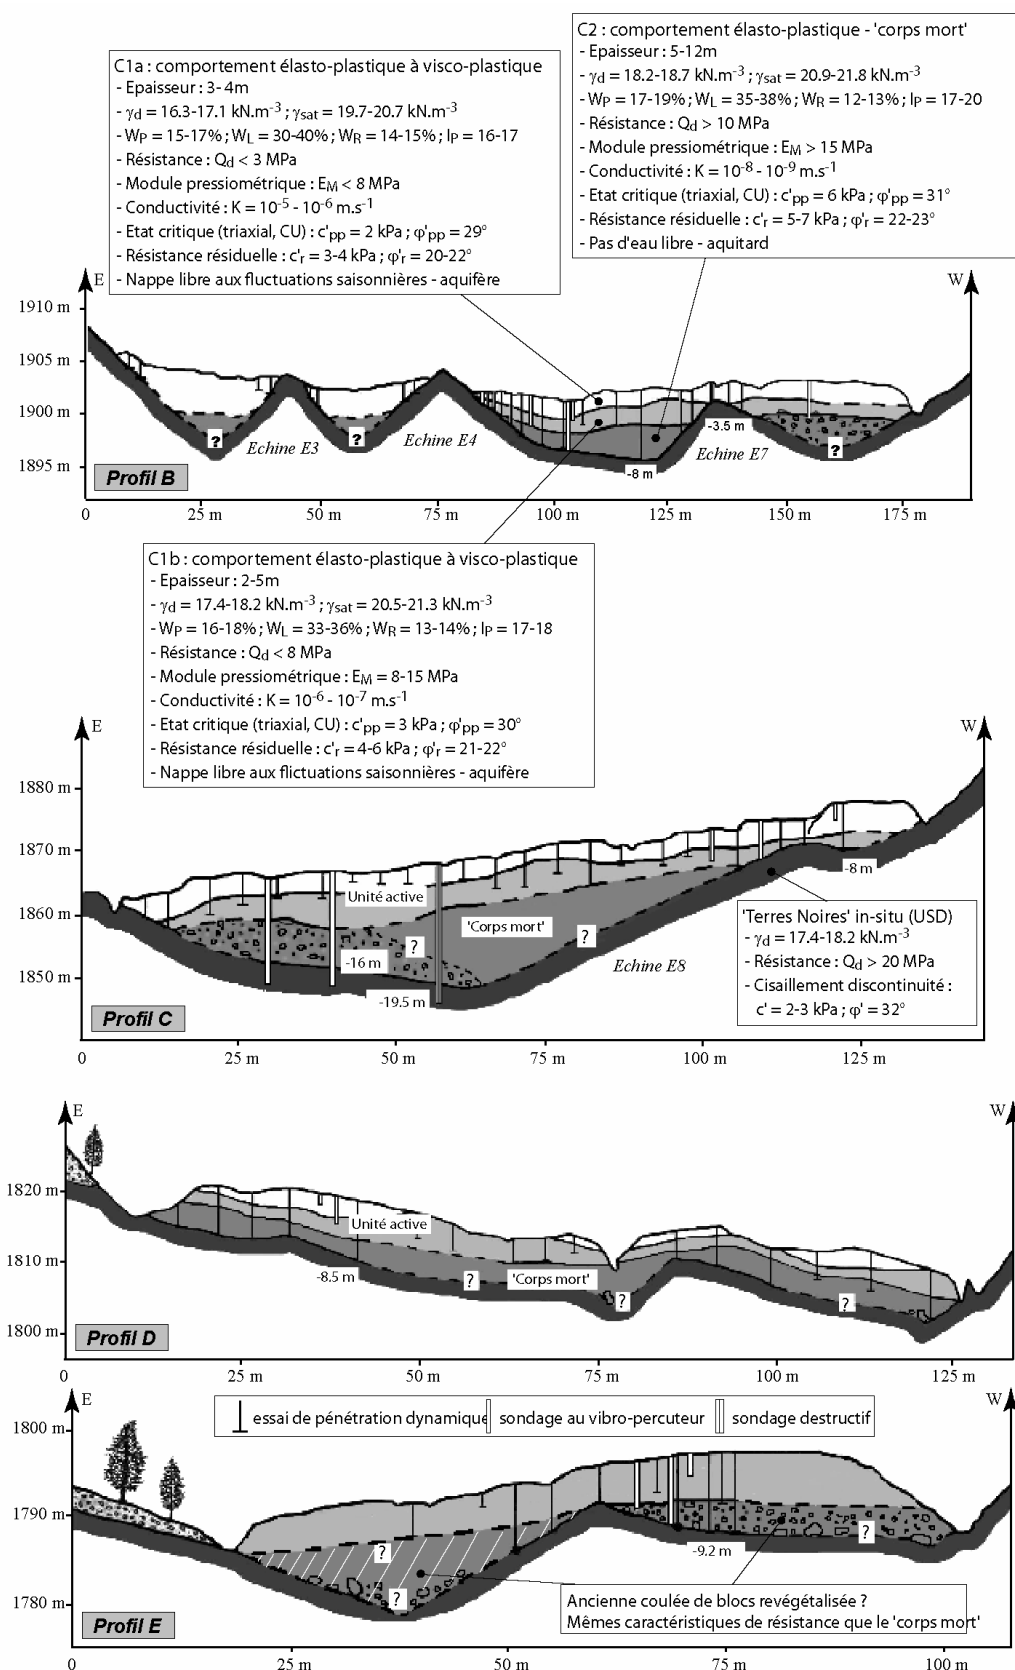 C2 : comportement élasto-plastique - 'corps mort'
- Epaisseur : 5-12m
- γd = 18.2-18.7 kN.m-3 ; γsat = 20.9-21.8 kN.m-3
- WP = 17-19% ; WL = 35-38% ; WR = 12-13% ; IP = 17-20
- Résistance : Qd > 10 MPa
- Module pressiométrique : EM > 15 MPa
- Conductivité : K = 10-8 - 10-9 m.s-1
- Etat critique (triaxial, CU) : c'pp = 6 kPa ; φ'pp = 31°
- Résistance résiduelle : c'r = 5-7 kPa ; φ'r = 22-23°
- Pas d'eau libre - aquitard
C1a : comportement élasto-plastique à visco-plastique
- Epaisseur : 3- 4m
- γd = 16.3-17.1 kN.m-3 ; γsat = 19.7-20.7 kN.m-3
- WP = 15-17% ; WL = 30-40% ; WR = 14-15% ; IP = 16-17
- Résistance : Qd < 3 MPa
- Module pressiométrique : EM < 8 MPa
- Conductivité : K = 10-5 - 10-6 m.s-1
- Etat critique (triaxial, CU) : c'pp = 2 kPa ; φ'pp = 29°
- Résistance résiduelle : c'r = 3-4 kPa ; φ'r = 20-22°
- Nappe libre aux fluctuations saisonnières - aquifère
E
W
1910 m
1905 m
1900 m
1895 m
?
?
?
-3.5 m
-8 m
Echine E3
Echine E4
Echine E7
Profil B
0 25 m 50 m 75 m 100 m 125 m 150 m 175 m
C1b : comportement élasto-plastique à visco-plastique
- Epaisseur : 2-5m
- γd = 17.4-18.2 kN.m-3 ; γsat = 20.5-21.3 kN.m-3
- WP = 16-18% ; WL = 33-36% ; WR = 13-14% ; IP = 17-18
- Résistance : Qd < 8 MPa
- Module pressiométrique : EM = 8-15 MPa
- Conductivité : K = 10-6 - 10-7 m.s-1
- Etat critique (triaxial, CU) : c'pp = 3 kPa ; φ'pp = 30°
- Résistance résiduelle : c'r = 4-6 kPa ; φ'r = 21-22°
- Nappe libre aux flictuations saisonnières - aquifère
E
W
1880 m
1870 m
1860 m
1850 m
-8 m
Unité active
'Corps mort'
?
?
-16 m
-19.5 m
Echine E8
'Terres Noires' in-situ (USD)
- γd = 17.4-18.2 kN.m-3
- Résistance : Qd > 20 MPa
- Cisaillement discontinuité :
c' = 2-3 kPa ; φ' = 32°
Profil C
0 25 m 50 m 75 m 100 m 125 m
E
W
1820 m
1810 m
1800 m
Unité active
-8.5 m
?
'Corps mort'
?
?
Profil D
0 25 m 50 m 75 m 100 m 125 m
E
W
essai de pénétration dynamique
sondage au vibro-percuteur
sondage destructif
1800 m
1790 m
1780 m
?
?
?
-9.2 m
Ancienne coulée de blocs revégétalisée ?
Mêmes caractéristiques de résistance que le 'corps mort'
Profil E
0 25 m 50 m 75 m 100 m